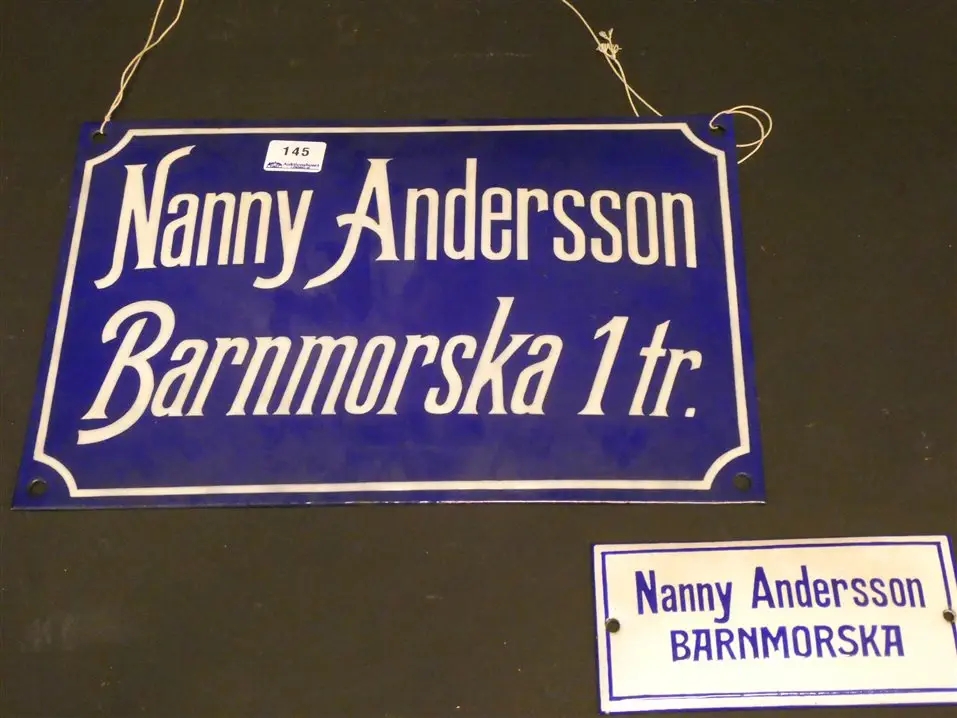 145
Nanny Andersson
Barnmorska 1 tr.
Nanny Andersson
BARNMORSKA